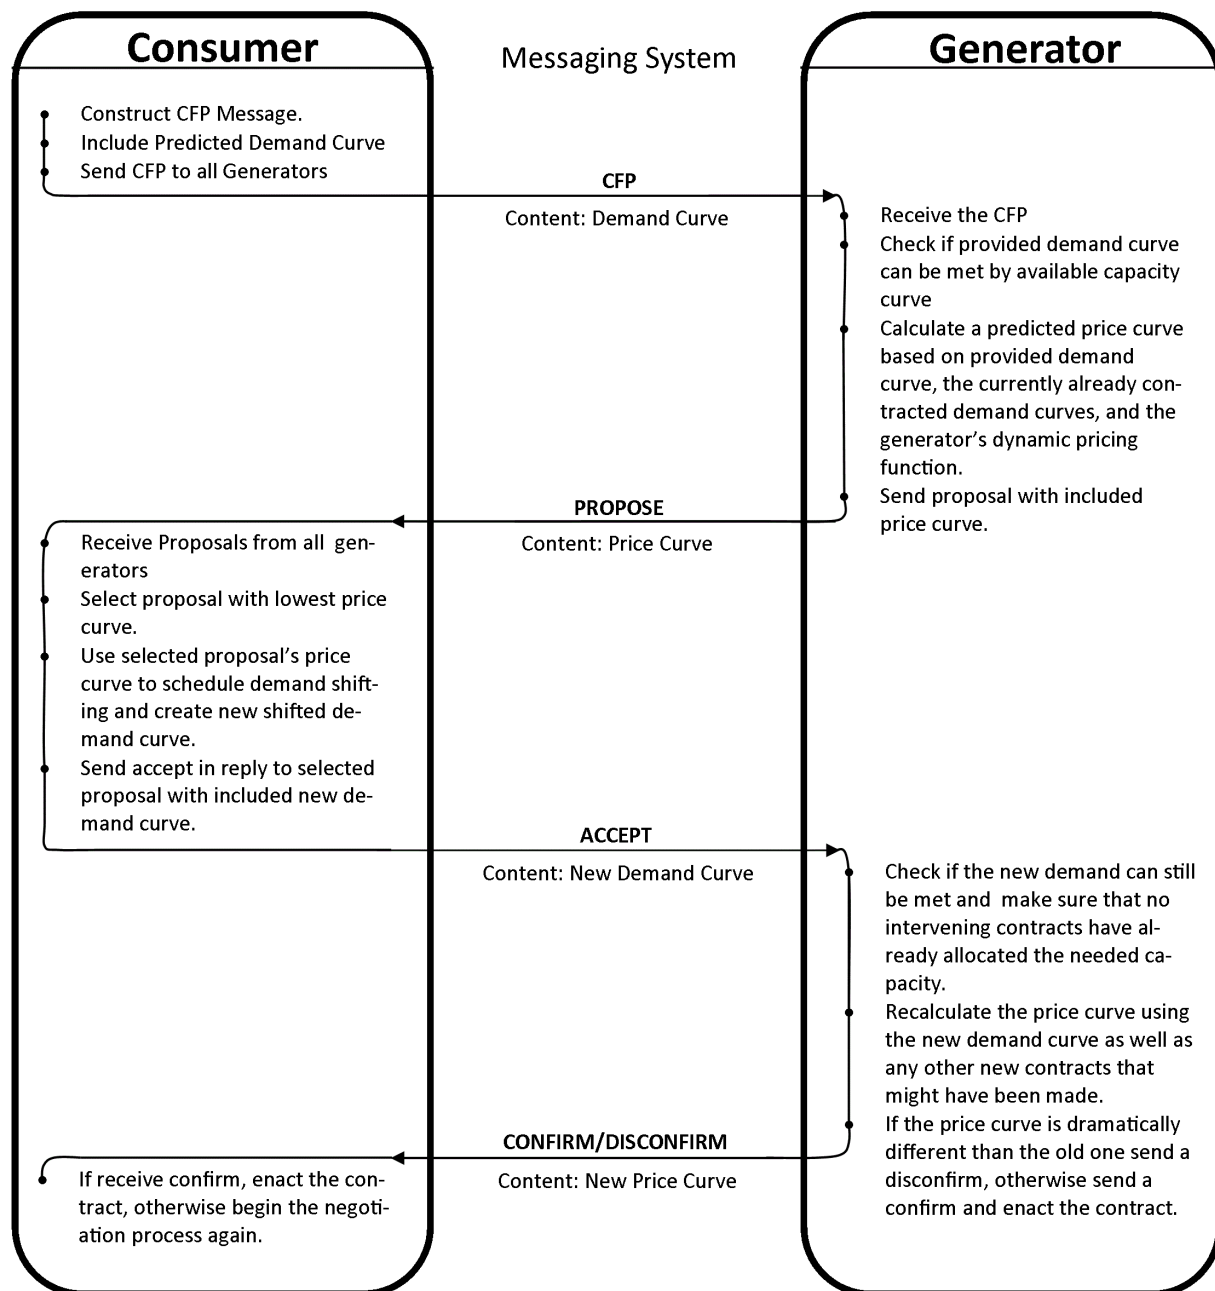 Consumer
Messaging System
Generator
Construct CFP Message.
Include Predicted Demand Curve
Send CFP to all Generators
CFP
Content: Demand Curve
Receive the CFP
Check if provided demand curve
can be met by available capacity
curve
Calculate a predicted price curve
based on provided demand
curve, the currently already con-
tracted demand curves, and the
generator’s dynamic pricing
function.
Send proposal with included
price curve.
PROPOSE
Content: Price Curve
Receive Proposals from all  gen-
erators
Select proposal with lowest price
curve.
Use selected proposal’s price
curve to schedule demand shift-
ing and create new shifted de-
mand curve.
Send accept in reply to selected
proposal with included new de-
mand curve.
ACCEPT
Content: New Demand Curve
Check if the new demand can still
be met and  make sure that no
intervening contracts have al-
ready allocated the needed ca-
pacity.
Recalculate the price curve using
the new demand curve as well as
any other new contracts that
might have been made.
If the price curve is dramatically
different than the old one send a
disconfirm, otherwise send a
confirm and enact the contract.
CONFIRM/DISCONFIRM
Content: New Price Curve
If receive confirm, enact the con-
tract, otherwise begin the negoti-
ation process again.